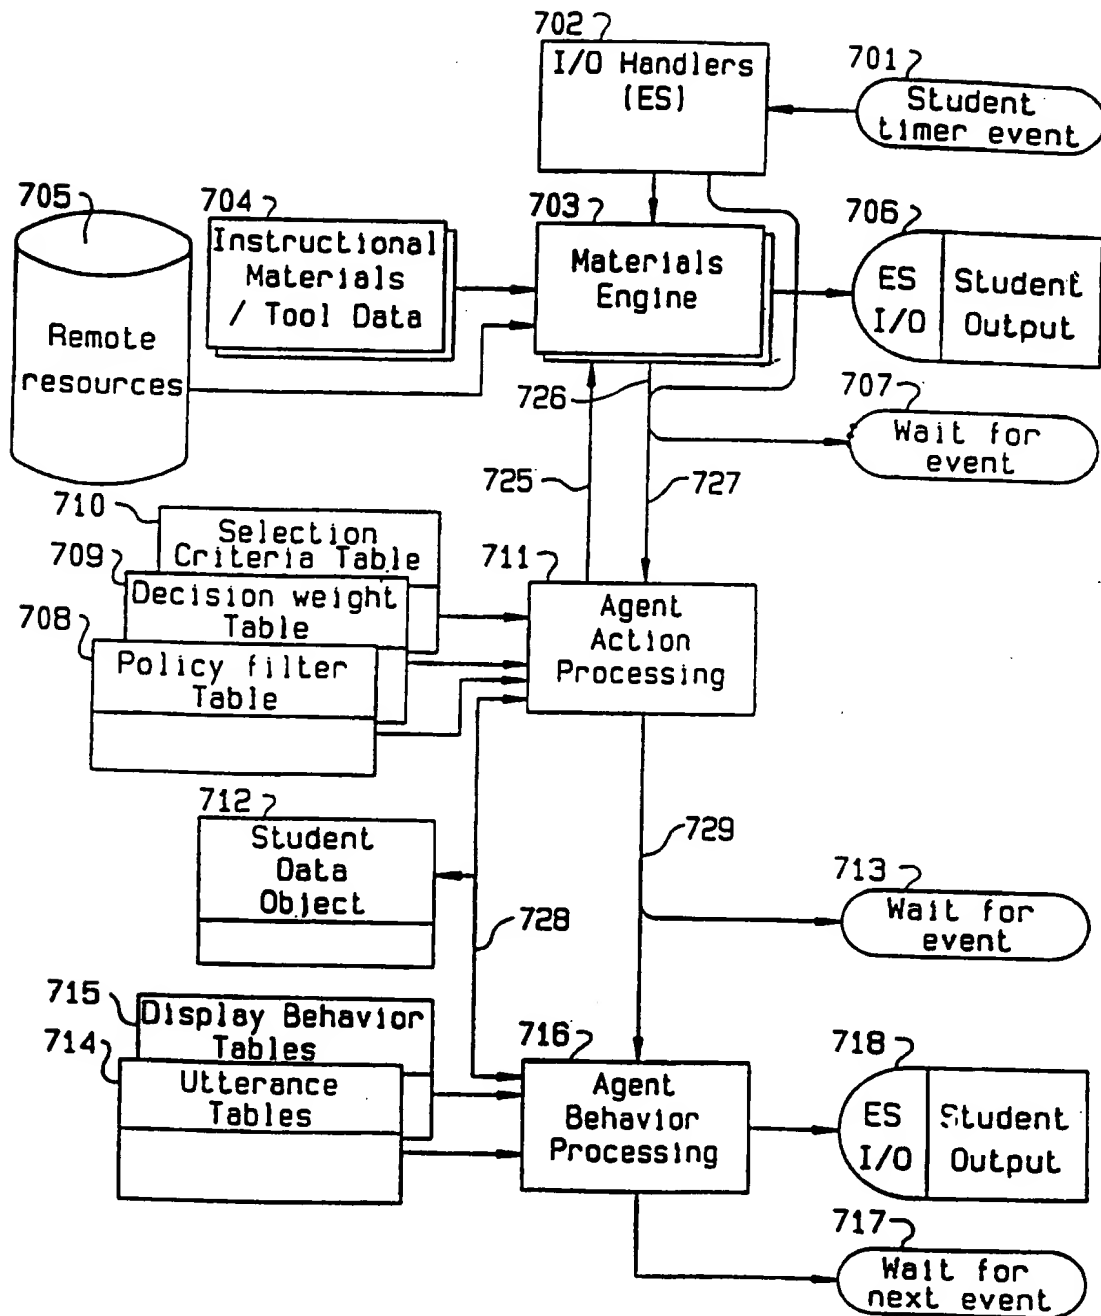 702
I/O Handlers
(ES)
701
Student
timer event
705
Remote
resources
704
Instructional
Materials
/ Tool Data
703
Materials
Engine
706
ES
I/O
Student
Output
726
707
Wait for
event
725
727
710
Selection
Criteria Table
709
Decision weight
Table
708
Policy filter
Table
711
Agent
Action
Processing
712
Student
Data
Object
729
728
713
Wait for
event
715
Display Behavior
Tables
714
Utterance
Tables
716
Agent
Behavior
Processing
718
ES
I/O
Student
Output
717
Wait for
next event